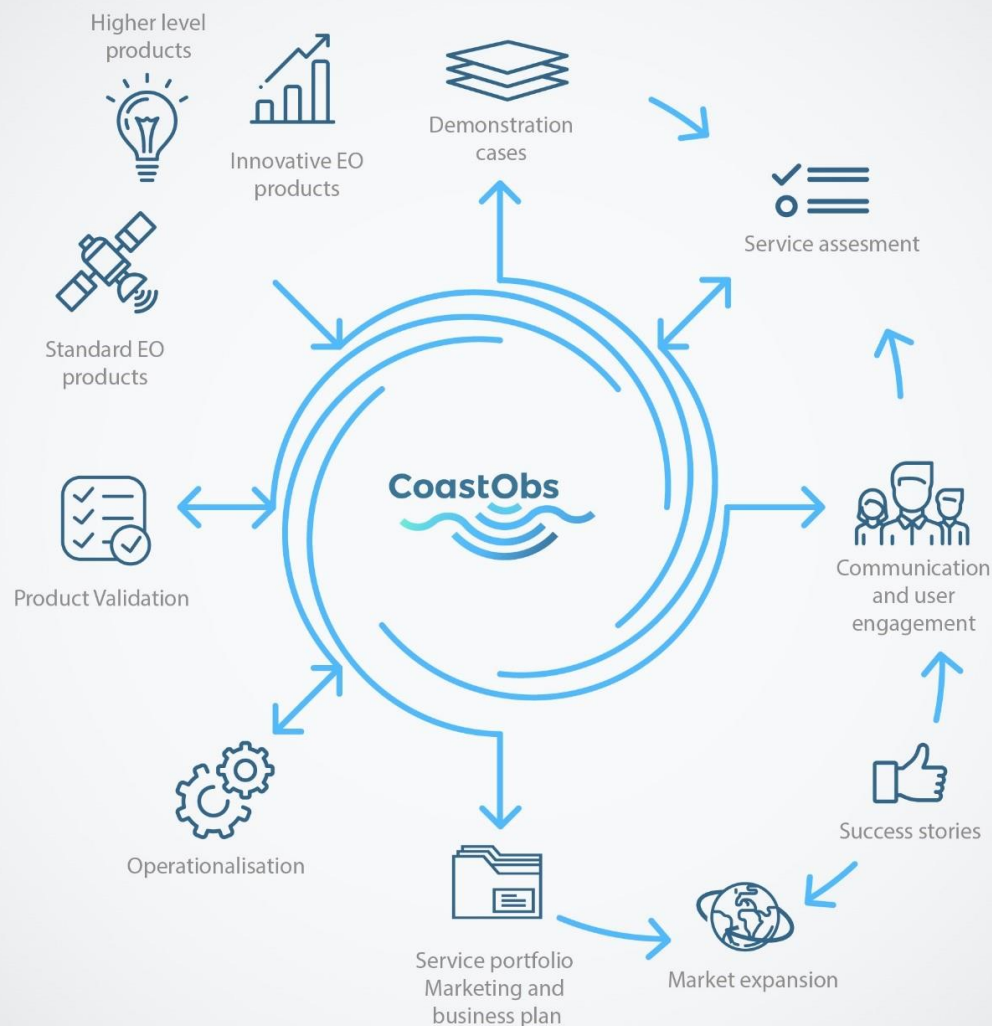 Higher level
products
Innovative EO
products
Demonstration
cases
Service assesment
Standard EO
products
CoastObs
Product Validation
Communication
and user
engagement
Success stories
Operationalisation
Service portfolio
Marketing and
business plan
Market expansion